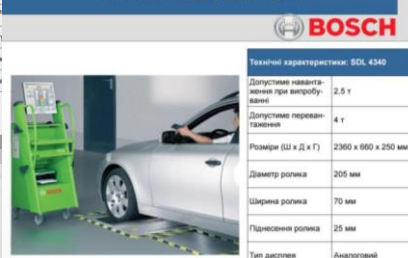 BOSCH
Технічні характеристики: SDL 4340
Допустиме наванта-
ження при випробу-
ванні
2,5 т
Допустиме переван-
таження
4 т
Розміри (Ш х Д х Г)
2360 x 660 x 250 мм
Діаметр ролика
205 мм
Ширина ролика
70 мм
Піднесення ролика
25 мм
Тип дисплея
Аналоговий
BOSCH